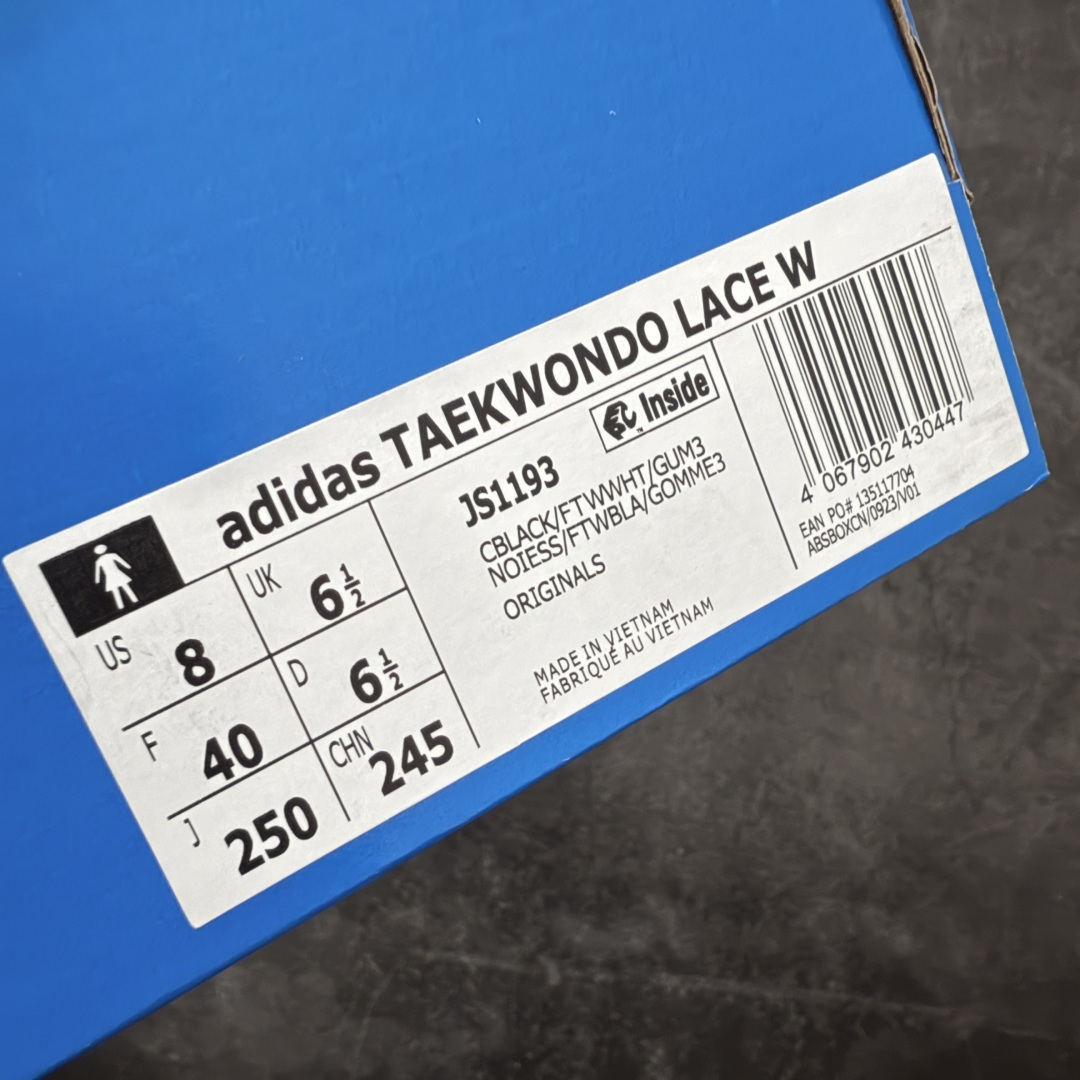 adidas TAEKWONDO LACE W
US 8
UK 6½
F 40
D 6½
J 250
CHN 245
JS1193
Inside™
CBLACK/FTWWHT/GUM3
NOIESS/FTWBLA/GOMME3
ORIGINALS
MADE IN VIETNAM
FABRIQUÉ AU VIETNAM
4 067902 430447
EAN PO# 135117704
ABSBOXCN/0923/V01